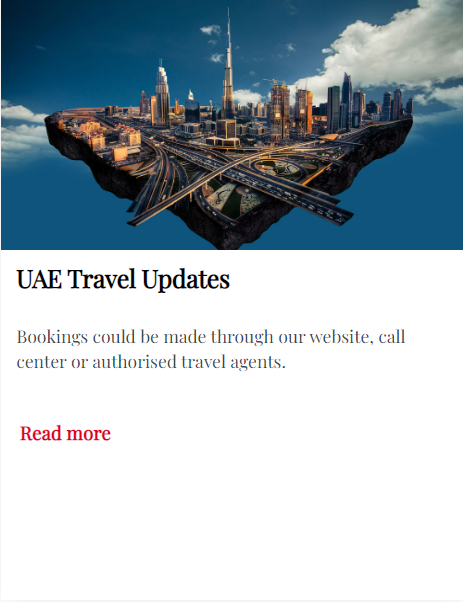 UAE Travel Updates
Bookings could be made through our website, call
center or authorised travel agents.
Read more